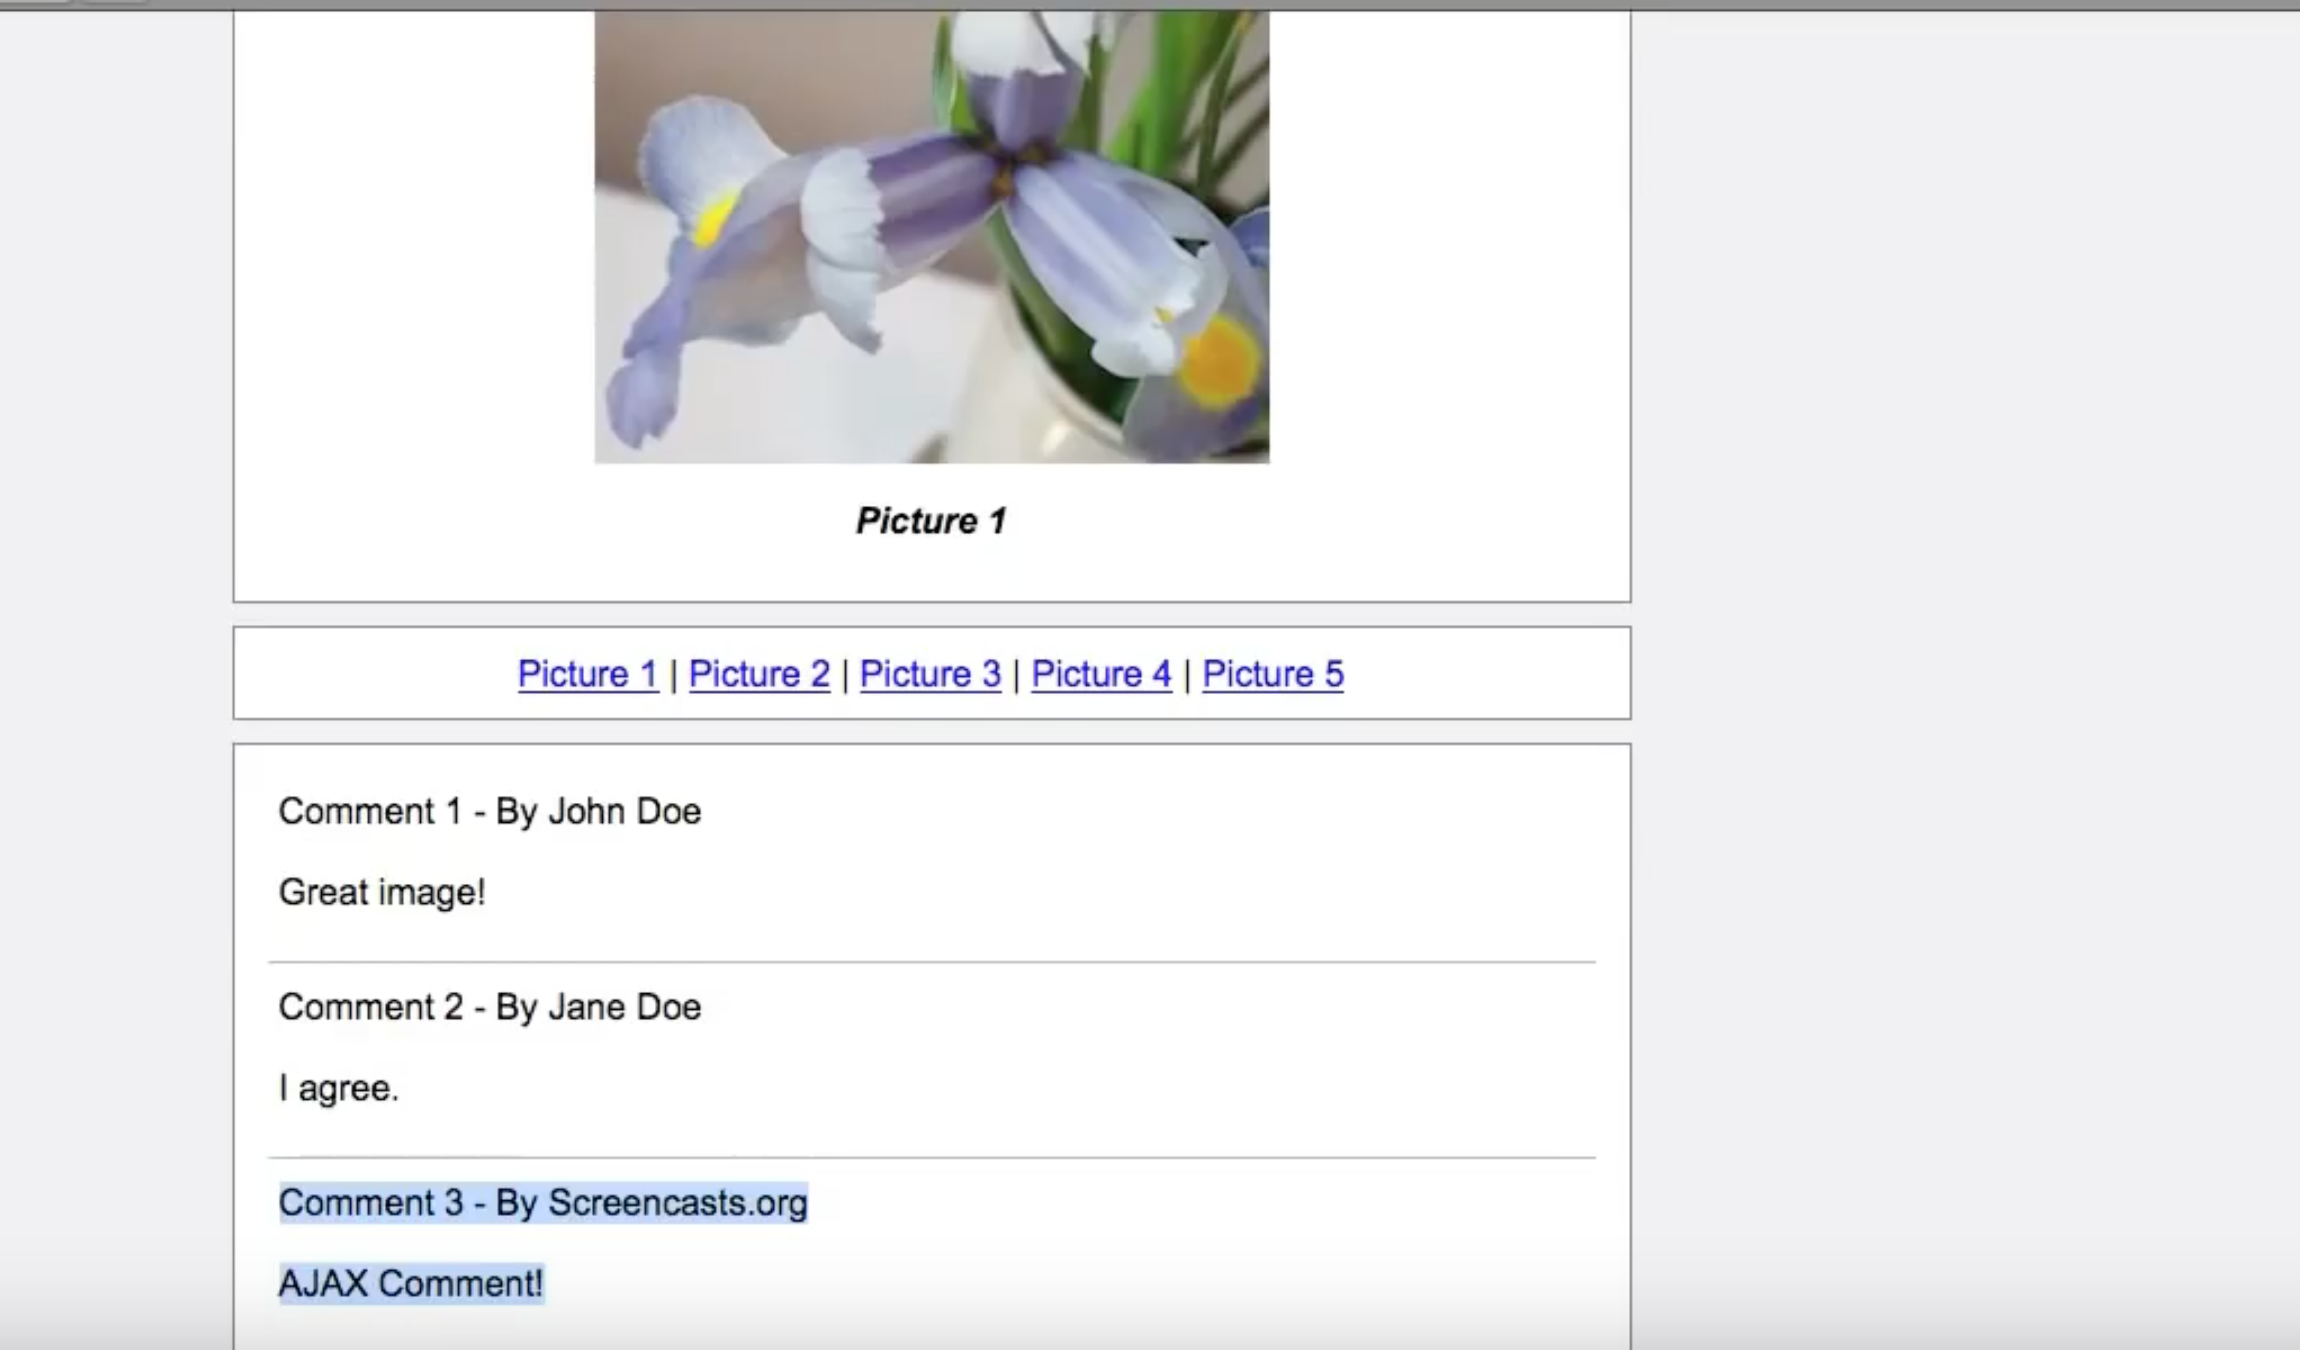 Picture 1
Picture 1 | Picture 2 | Picture 3 | Picture 4 | Picture 5
Comment 1 - By John Doe
Great image!
Comment 2 - By Jane Doe
I agree.
Comment 3 - By Screencasts.org
AJAX Comment!